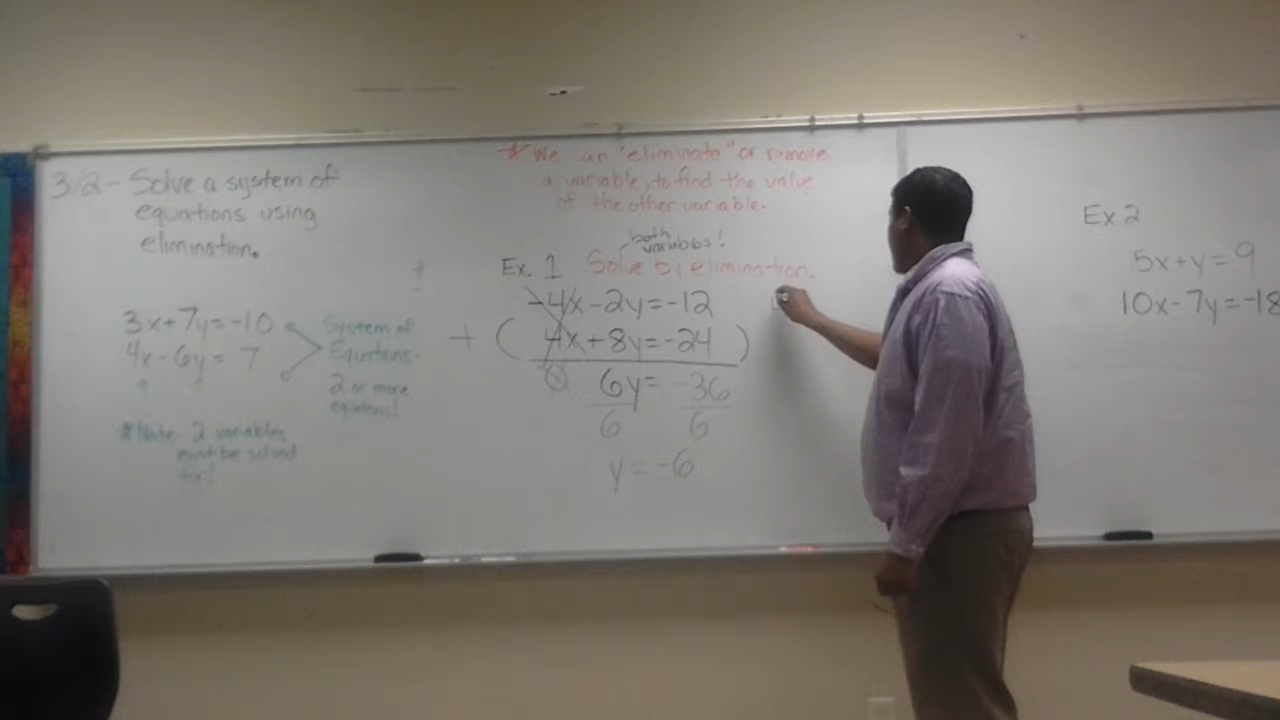 3.2 - Solve a system of
equations using
elimination.
3x+7y=-10
4x-6y= 7
System of
Equations-
2 or more
equations!
*Note- 2 variables
must be solved
for!
* We can "eliminate" or remove
a variable, to find the value
of the other variable.
both
variables!
Ex. 1 Solve by elimination.
-4x-2y=-12
+ ( 4x+8y=-24 )
0 6y= -36
6 6
y=-6
Ex.2
5x+y=9
10x-7y=-18